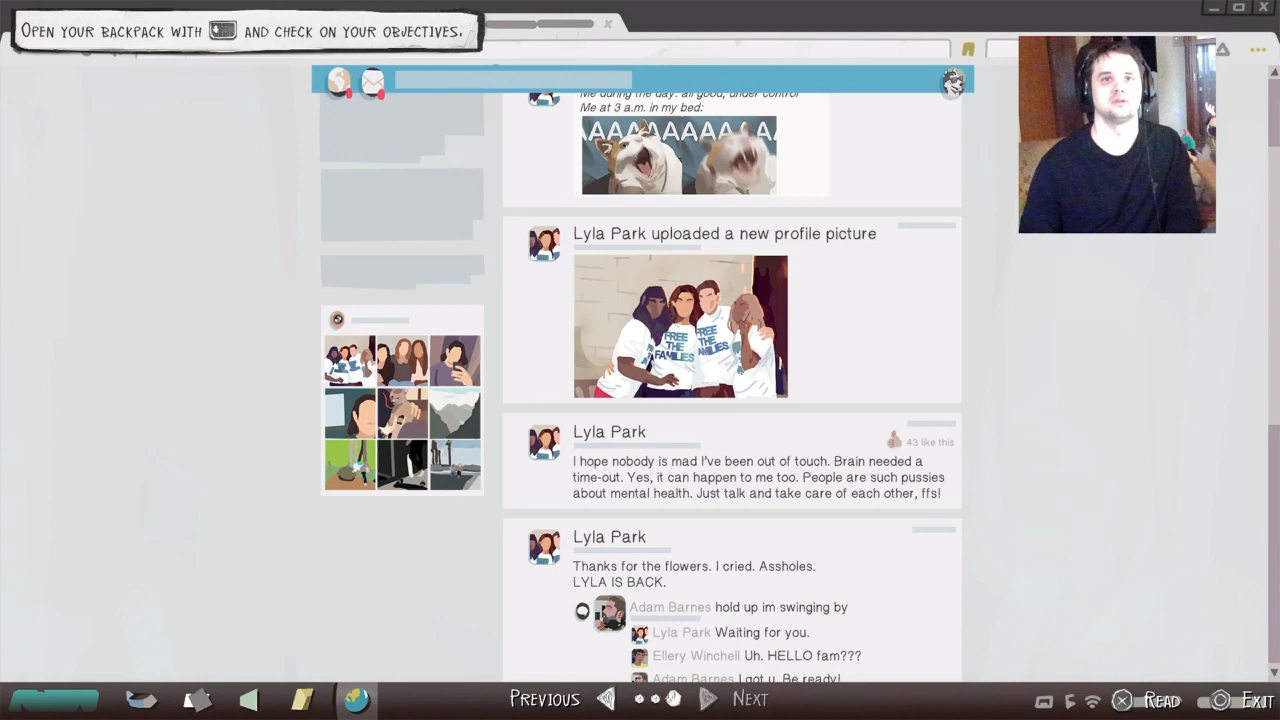 OPEN YOUR BACKPACK WITH AND CHECK ON YOUR OBJECTIVES.
Me during the day: all good, under control
Me at 3 a.m. in my bed:
AAAAAAAAAAA
Lyla Park uploaded a new profile picture
FREE
THE
FAMILIES
FREE
THE
FAMILIES
Lyla Park
43 like this
I hope nobody is mad I've been out of touch. Brain needed a
time-out. Yes, it can happen to me too. People are such pussies
about mental health. Just talk and take care of each other, ffs!
Lyla Park
Thanks for the flowers. I cried. Assholes.
LYLA IS BACK.
Adam Barnes hold up im swinging by
Lyla Park Waiting for you.
Ellery Winchell Uh. HELLO fam???
Adam Barnes I got u. Be ready!
PREVIOUS NEXT READ EXIT